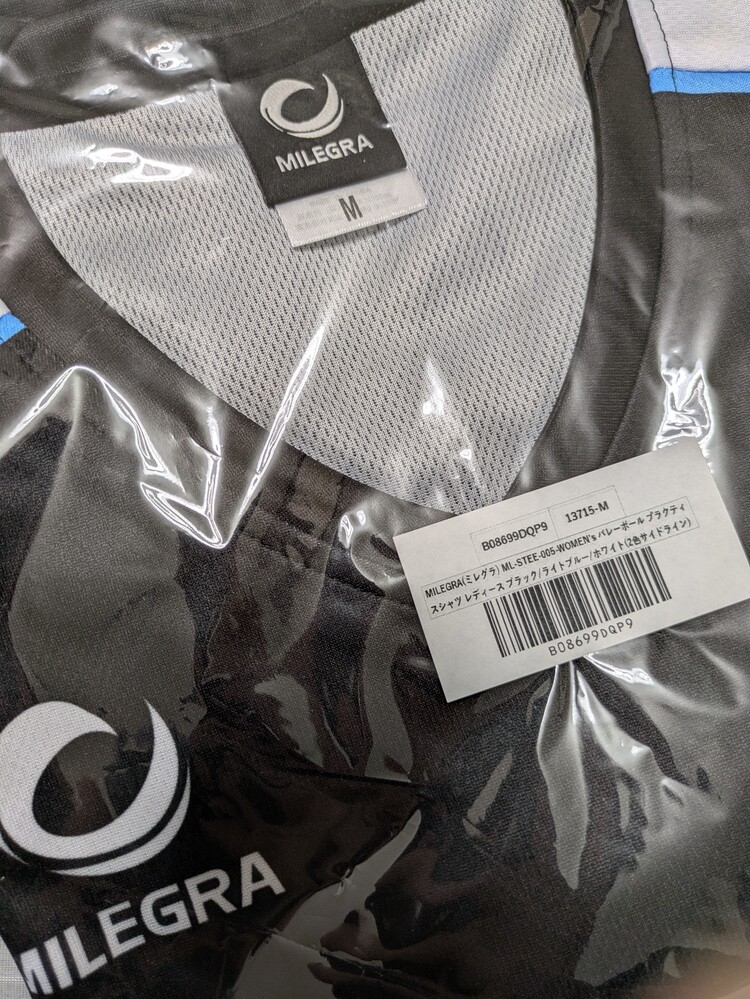 MILEGRA
M
B08699DQP9 13715-M
MILEGRA(ミレグラ) ML-STEE-005-WOMEN's バレーボール プラクティ
スシャツ レディース ブラック/ライトブルー/ホワイト(2色サイドライン)
B08699DQP9
MILEGRA